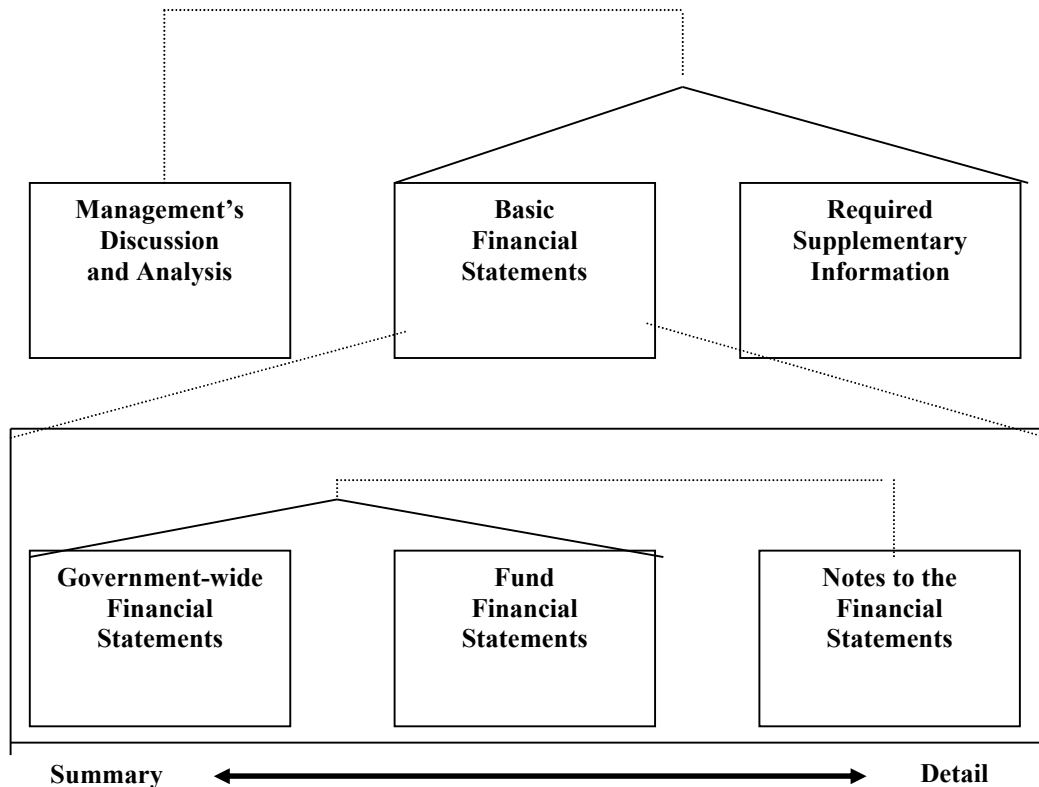 Management’s
Discussion
and Analysis
Basic
Financial
Statements
Required
Supplementary
Information
Government-wide
Financial
Statements
Fund
Financial
Statements
Notes to the
Financial
Statements
Summary
Detail